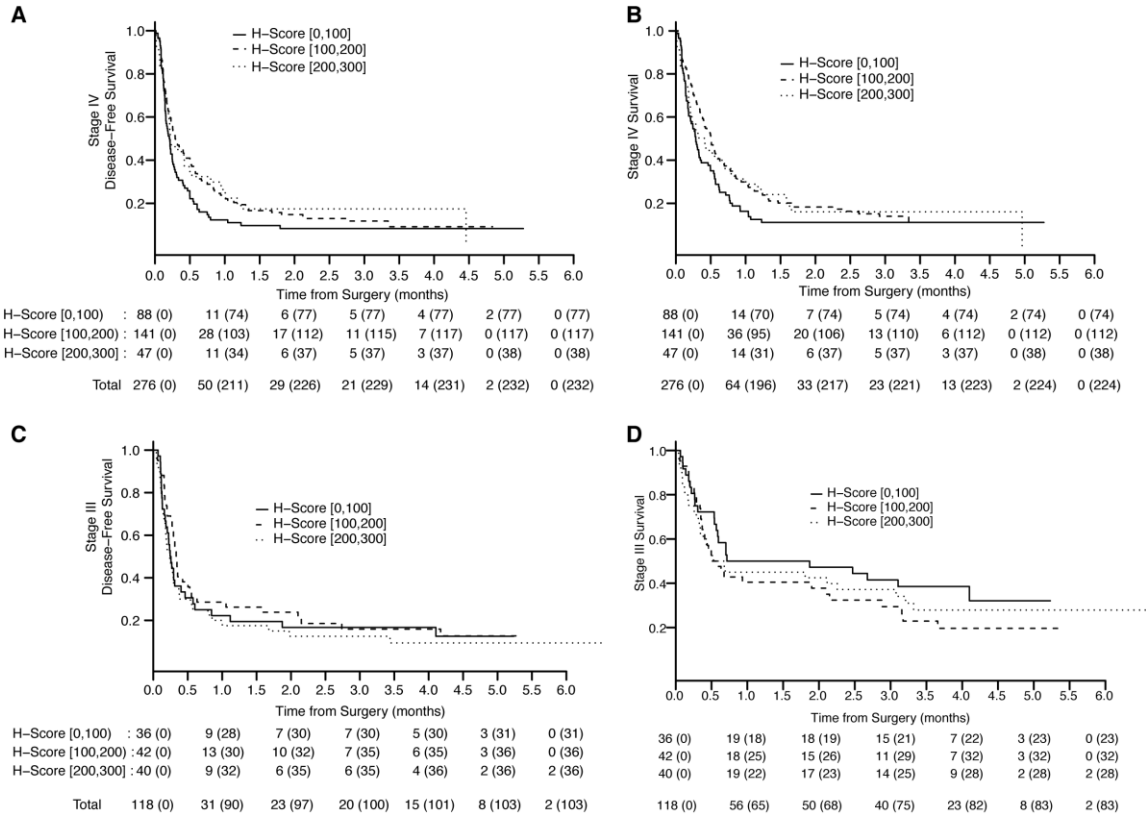 A
Stage IV
Disease−Free Survival
1.0
0.8
0.6
0.4
0.2
H−Score [0,100]
H−Score [100,200]
H−Score [200,300]
0.0 0.5 1.0 1.5 2.0 2.5 3.0 3.5 4.0 4.5 5.0 5.5 6.0
Time from Surgery (months)
H−Score [0,100) : 88 (0) 11 (74) 6 (77) 5 (77) 4 (77) 2 (77) 0 (77)
H−Score [100,200) : 141 (0) 28 (103) 17 (112) 11 (115) 7 (117) 0 (117) 0 (117)
H−Score [200,300] : 47 (0) 11 (34) 6 (37) 5 (37) 3 (37) 0 (38) 0 (38)
Total 276 (0) 50 (211) 29 (226) 21 (229) 14 (231) 2 (232) 0 (232)
B
Stage IV Survival
1.0
0.8
0.6
0.4
0.2
H−Score [0,100]
H−Score [100,200]
H−Score [200,300]
0.0 0.5 1.0 1.5 2.0 2.5 3.0 3.5 4.0 4.5 5.0 5.5 6.0
Time from Surgery (months)
88 (0) 14 (70) 7 (74) 5 (74) 4 (74) 2 (74) 0 (74)
141 (0) 36 (95) 20 (106) 13 (110) 6 (112) 0 (112) 0 (112)
47 (0) 14 (31) 6 (37) 5 (37) 3 (37) 0 (38) 0 (38)
276 (0) 64 (196) 33 (217) 23 (221) 13 (223) 2 (224) 0 (224)
C
Stage III
Disease−Free Survival
1.0
0.8
0.6
0.4
0.2
H−Score [0,100]
H−Score [100,200]
H−Score [200,300]
0.0 0.5 1.0 1.5 2.0 2.5 3.0 3.5 4.0 4.5 5.0 5.5 6.0
Time from Surgery (months)
H−Score [0,100) : 36 (0) 9 (28) 7 (30) 7 (30) 5 (30) 3 (31) 0 (31)
H−Score [100,200) : 42 (0) 13 (30) 10 (32) 7 (35) 6 (35) 3 (36) 0 (36)
H−Score [200,300] : 40 (0) 9 (32) 6 (35) 6 (35) 4 (36) 2 (36) 2 (36)
Total 118 (0) 31 (90) 23 (97) 20 (100) 15 (101) 8 (103) 2 (103)
D
Stage III Survival
1.0
0.8
0.6
0.4
0.2
H−Score [0,100]
H−Score [100,200]
H−Score [200,300]
0.0 0.5 1.0 1.5 2.0 2.5 3.0 3.5 4.0 4.5 5.0 5.5 6.0
Time from Surgery (months)
36 (0) 19 (18) 18 (19) 15 (21) 7 (22) 3 (23) 0 (23)
42 (0) 18 (25) 15 (26) 11 (29) 7 (32) 3 (32) 0 (32)
40 (0) 19 (22) 17 (23) 14 (25) 9 (28) 2 (28) 2 (28)
118 (0) 56 (65) 50 (68) 40 (75) 23 (82) 8 (83) 2 (83)